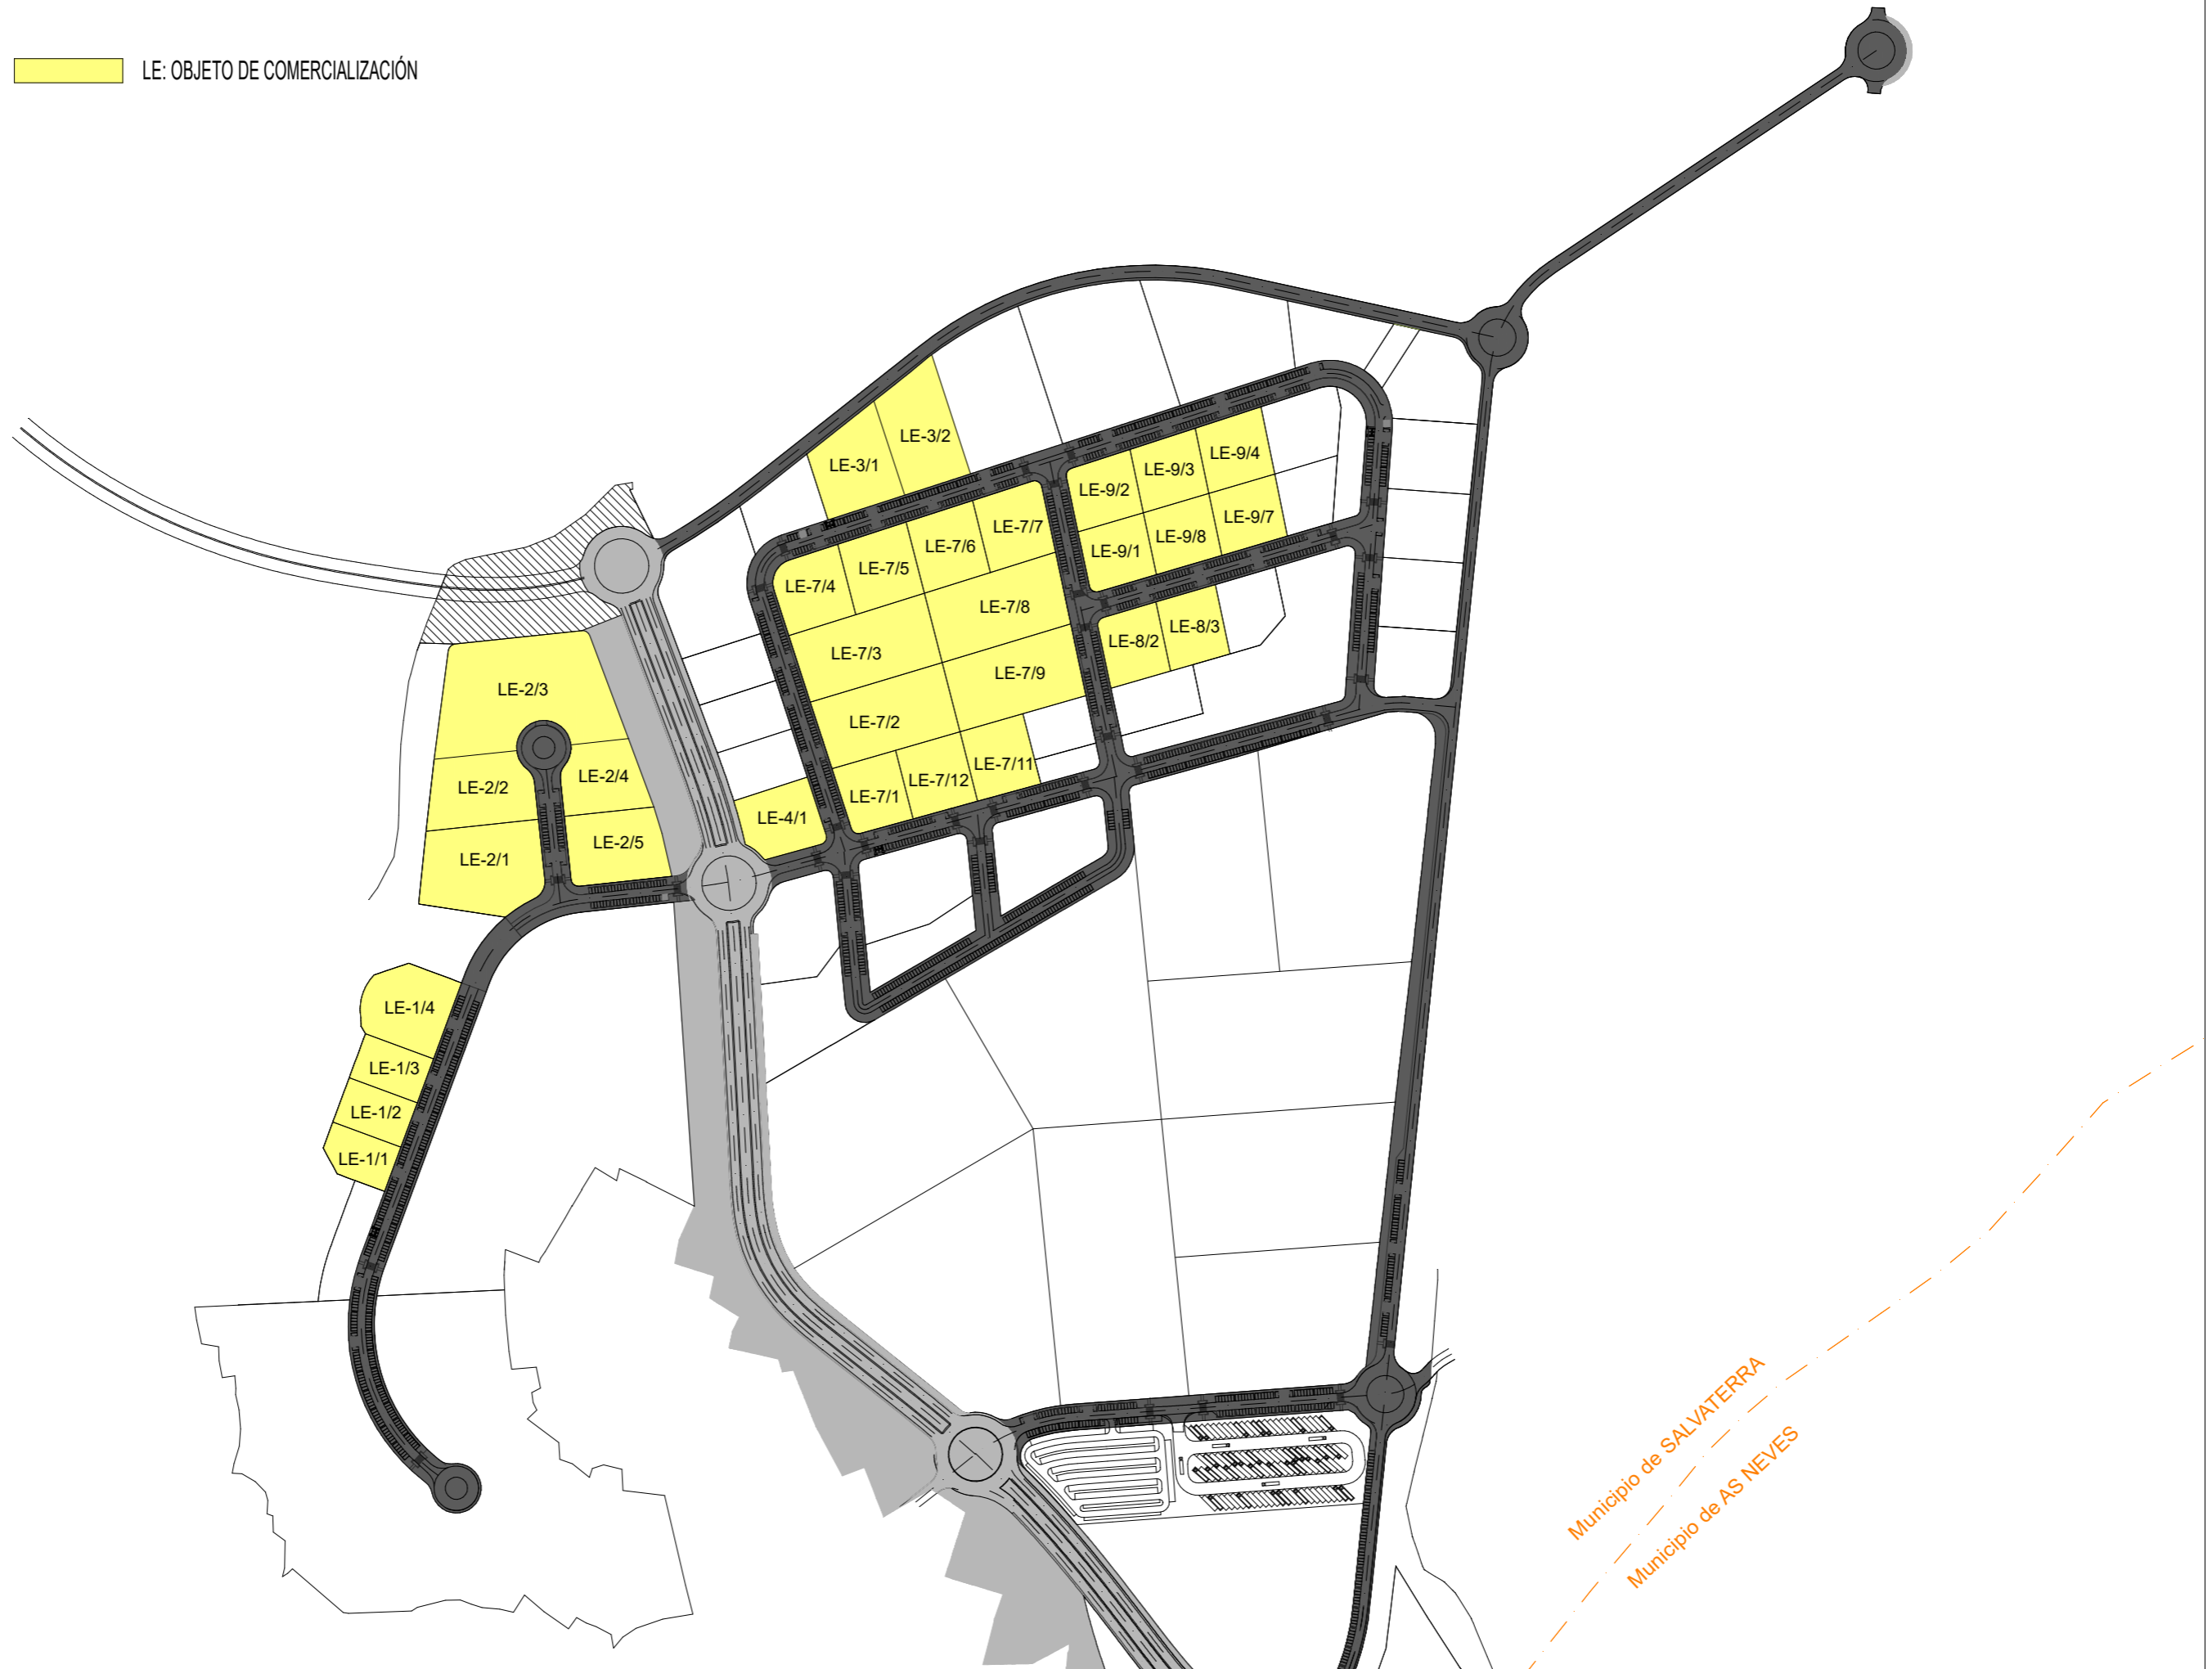 LE: OBJETO DE COMERCIALIZACIÓN
LE-3/2
LE-3/1
LE-9/4
LE-9/3
LE-9/2
LE-9/7
LE-9/8
LE-9/1
LE-7/7
LE-7/6
LE-7/5
LE-7/4
LE-7/8
LE-7/3
LE-8/3
LE-8/2
LE-7/9
LE-7/2
LE-7/11
LE-7/12
LE-7/1
LE-4/1
LE-2/3
LE-2/4
LE-2/2
LE-2/5
LE-2/1
LE-1/4
LE-1/3
LE-1/2
LE-1/1
Municipio de SALVATERRA
Municipio de AS NEVES